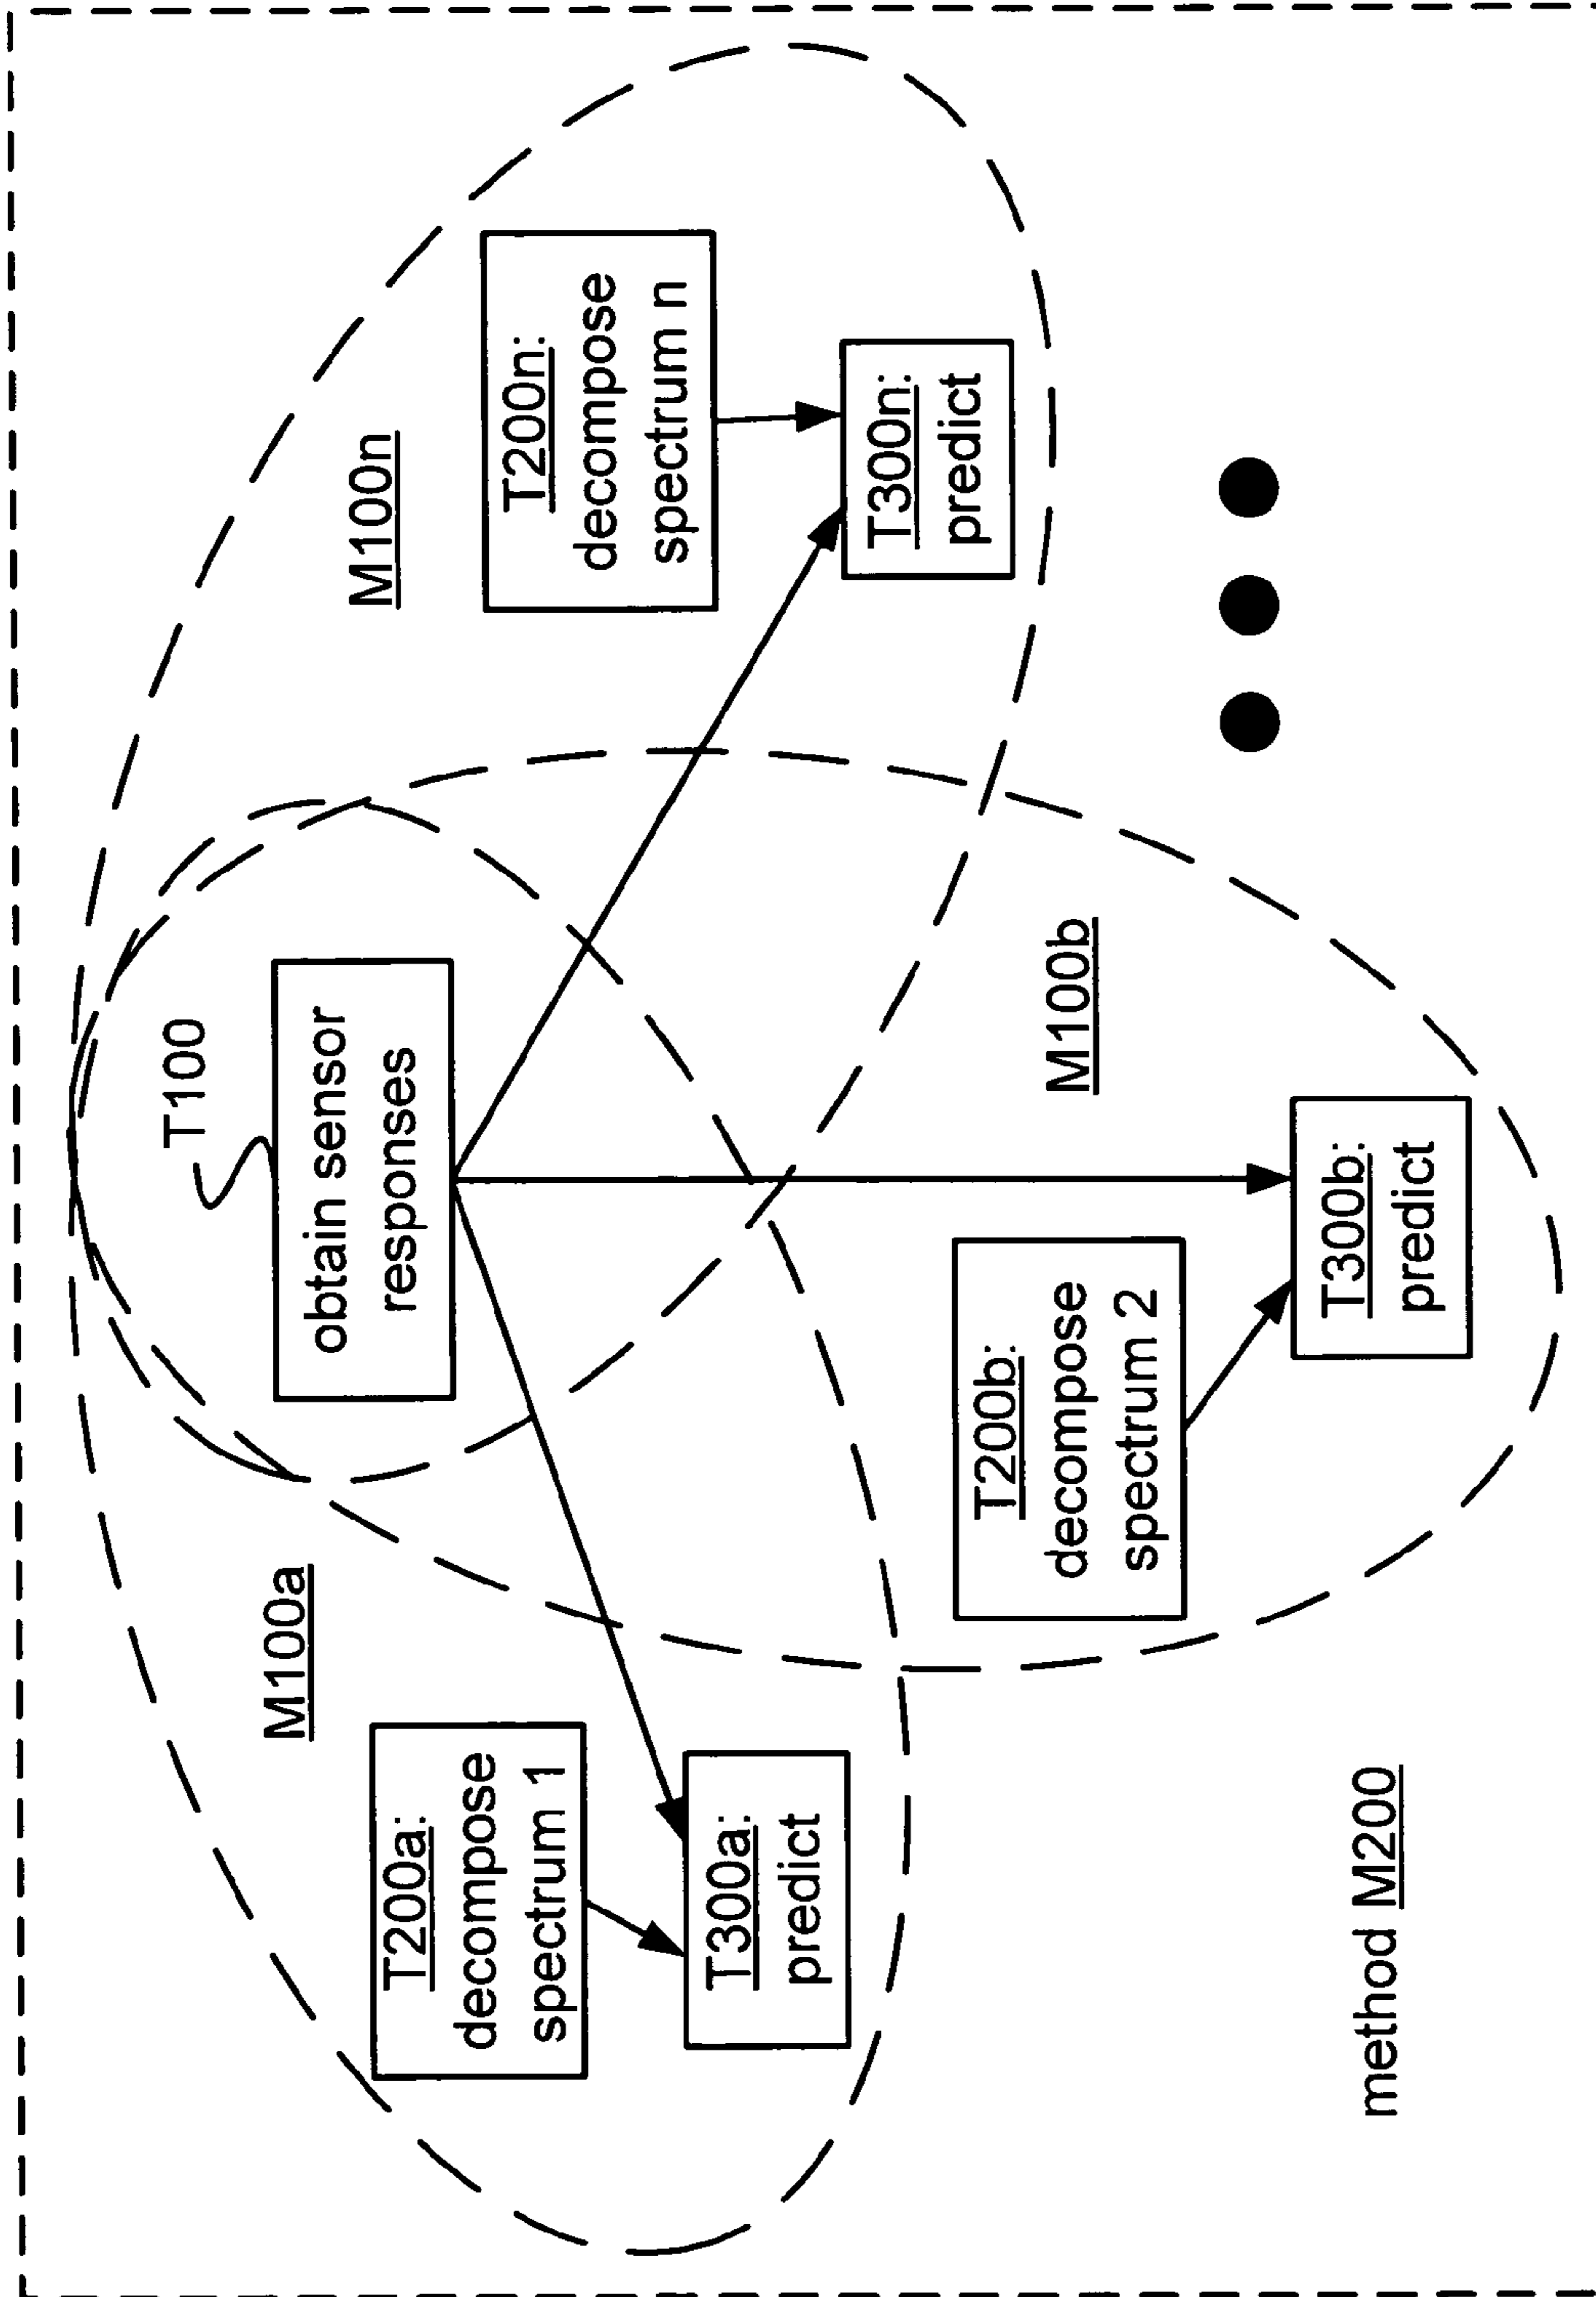 T100
obtain sensor
responses
M100a
T200a:
decompose
spectrum 1
T300a:
predict
M100b
T200b:
decompose
spectrum 2
T300b:
predict
M100n
T200n:
decompose
spectrum n
T300n:
predict
method M200